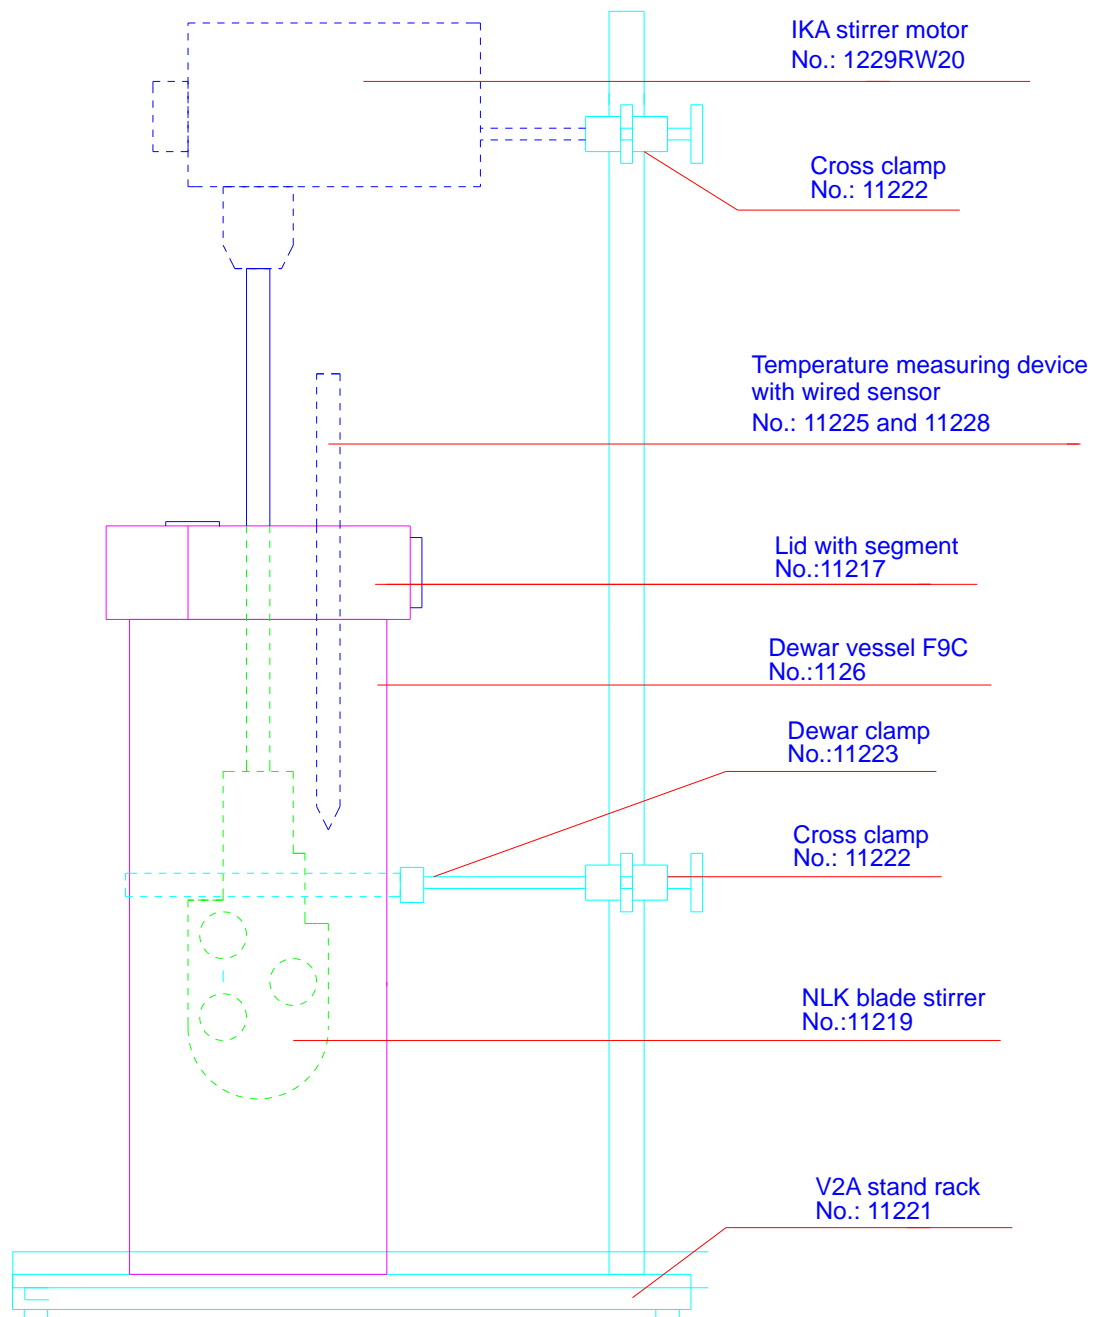 IKA stirrer motor
No.: 1229RW20
Cross clamp
No.: 11222
Temperature measuring device
with wired sensor
No.: 11225 and 11228
Lid with segment
No.:11217
Dewar vessel F9C
No.:1126
Dewar clamp
No.:11223
Cross clamp
No.: 11222
NLK blade stirrer
No.:11219
V2A stand rack
No.: 11221